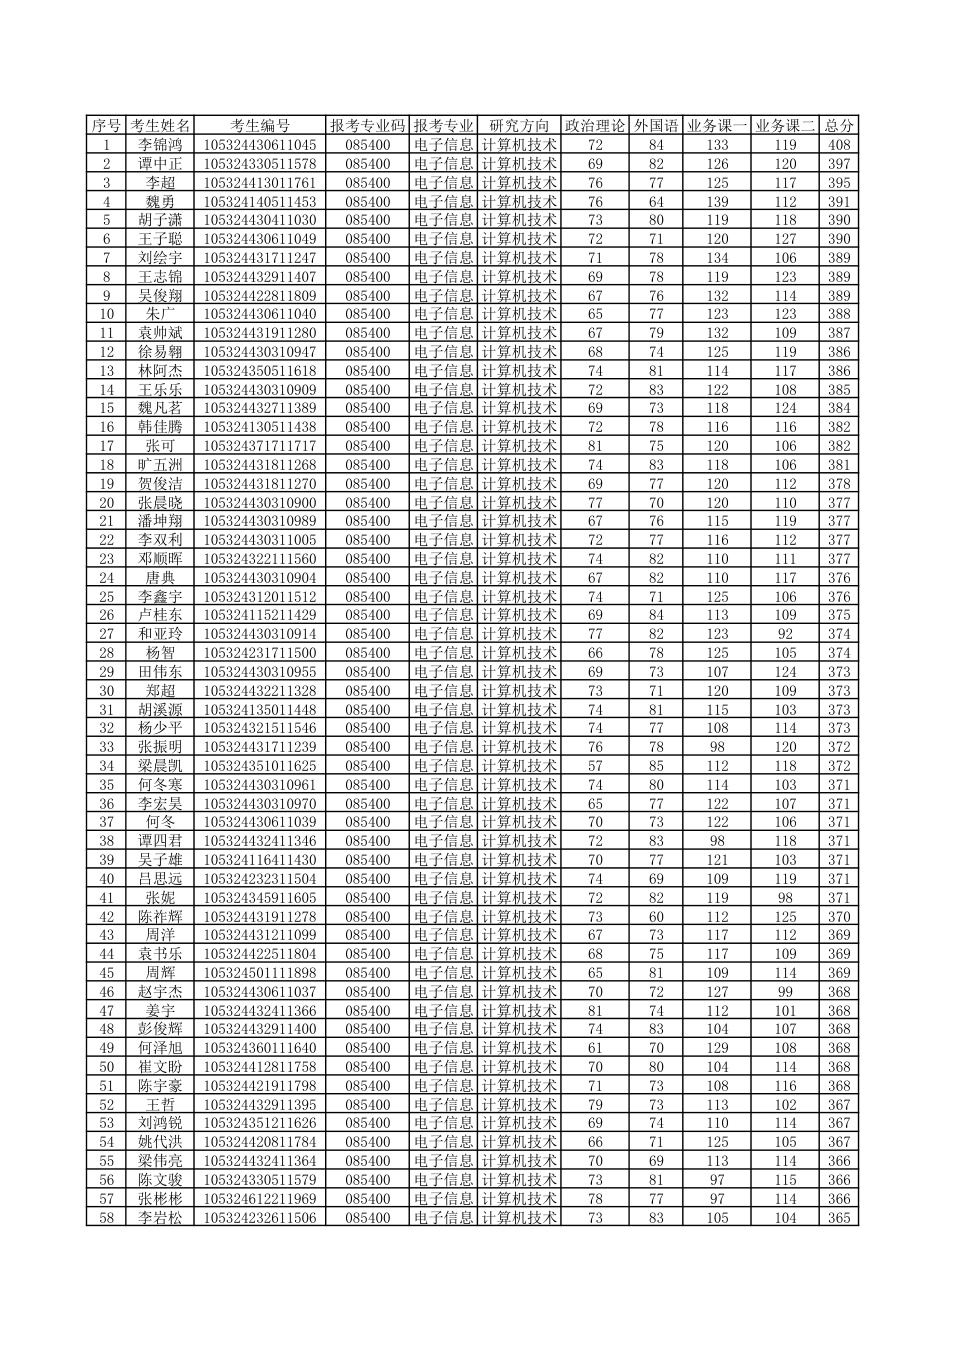 序号 考生姓名 考生编号 报考专业码 报考专业 研究方向 政治理论 外国语 业务课一 业务课二 总分
1 李锦鸿 105324430611045 085400 电子信息 计算机技术 72 84 133 119 408
2 谭中正 105324330511578 085400 电子信息 计算机技术 69 82 126 120 397
3 李超 105324413011761 085400 电子信息 计算机技术 76 77 125 117 395
4 魏勇 105324140511453 085400 电子信息 计算机技术 76 64 139 112 391
5 胡子潇 105324430411030 085400 电子信息 计算机技术 73 80 119 118 390
6 王子聪 105324430611049 085400 电子信息 计算机技术 72 71 120 127 390
7 刘绘宇 105324431711247 085400 电子信息 计算机技术 71 78 134 106 389
8 王志锦 105324432911407 085400 电子信息 计算机技术 69 78 119 123 389
9 吴俊翔 105324422811809 085400 电子信息 计算机技术 67 76 132 114 389
10 朱广 105324430611040 085400 电子信息 计算机技术 65 77 123 123 388
11 袁帅斌 105324431911280 085400 电子信息 计算机技术 67 79 132 109 387
12 徐易翱 105324430310947 085400 电子信息 计算机技术 68 74 125 119 386
13 林阿杰 105324350511618 085400 电子信息 计算机技术 74 81 114 117 386
14 王乐乐 105324430310909 085400 电子信息 计算机技术 72 83 122 108 385
15 魏凡茗 105324432711389 085400 电子信息 计算机技术 69 73 118 124 384
16 韩佳腾 105324130511438 085400 电子信息 计算机技术 72 78 116 116 382
17 张可 105324371711717 085400 电子信息 计算机技术 81 75 120 106 382
18 旷五洲 105324431811268 085400 电子信息 计算机技术 74 83 118 106 381
19 贺俊洁 105324431811270 085400 电子信息 计算机技术 69 77 120 112 378
20 张晨晓 105324430310900 085400 电子信息 计算机技术 77 70 120 110 377
21 潘坤翔 105324430310989 085400 电子信息 计算机技术 67 76 115 119 377
22 李双利 105324430311005 085400 电子信息 计算机技术 72 77 116 112 377
23 邓顺晖 105324322111560 085400 电子信息 计算机技术 74 82 110 111 377
24 唐典 105324430310904 085400 电子信息 计算机技术 67 82 110 117 376
25 李鑫宇 105324312011512 085400 电子信息 计算机技术 74 71 125 106 376
26 卢桂东 105324115211429 085400 电子信息 计算机技术 69 84 113 109 375
27 和亚玲 105324430310914 085400 电子信息 计算机技术 77 82 123 92 374
28 杨智 105324231711500 085400 电子信息 计算机技术 66 78 125 105 374
29 田伟东 105324430310955 085400 电子信息 计算机技术 69 73 107 124 373
30 郑超 105324432211328 085400 电子信息 计算机技术 73 71 120 109 373
31 胡溪源 105324135011448 085400 电子信息 计算机技术 74 81 115 103 373
32 杨少平 105324321511546 085400 电子信息 计算机技术 74 77 108 114 373
33 张振明 105324431711239 085400 电子信息 计算机技术 76 78 98 120 372
34 梁晨凯 105324351011625 085400 电子信息 计算机技术 57 85 112 118 372
35 何冬寒 105324430310961 085400 电子信息 计算机技术 74 80 114 103 371
36 李宏昊 105324430310970 085400 电子信息 计算机技术 65 77 122 107 371
37 何冬 105324430611039 085400 电子信息 计算机技术 70 73 122 106 371
38 谭四君 105324432411346 085400 电子信息 计算机技术 72 83 98 118 371
39 吴子雄 105324116411430 085400 电子信息 计算机技术 70 77 121 103 371
40 吕思远 105324232311504 085400 电子信息 计算机技术 74 69 109 119 371
41 张妮 105324345911605 085400 电子信息 计算机技术 72 82 119 98 371
42 陈祚辉 105324431911278 085400 电子信息 计算机技术 73 60 112 125 370
43 周洋 105324431211099 085400 电子信息 计算机技术 67 73 117 112 369
44 袁书乐 105324422511804 085400 电子信息 计算机技术 68 75 117 109 369
45 周辉 105324501111898 085400 电子信息 计算机技术 65 81 109 114 369
46 赵宇杰 105324430611037 085400 电子信息 计算机技术 70 72 127 99 368
47 姜宇 105324432411366 085400 电子信息 计算机技术 81 74 112 101 368
48 彭俊辉 105324432911400 085400 电子信息 计算机技术 74 83 104 107 368
49 何泽旭 105324360111640 085400 电子信息 计算机技术 61 70 129 108 368
50 崔文盼 105324412811758 085400 电子信息 计算机技术 70 80 104 114 368
51 陈宇豪 105324421911798 085400 电子信息 计算机技术 71 73 108 116 368
52 王哲 105324432911395 085400 电子信息 计算机技术 79 73 113 102 367
53 刘鸿锐 105324351211626 085400 电子信息 计算机技术 69 74 110 114 367
54 姚代洪 105324420811784 085400 电子信息 计算机技术 66 71 125 105 367
55 梁伟亮 105324432411364 085400 电子信息 计算机技术 70 69 113 114 366
56 陈文骏 105324330511579 085400 电子信息 计算机技术 73 81 97 115 366
57 张彬彬 105324612211969 085400 电子信息 计算机技术 78 77 97 114 366
58 李岩松 105324232611506 085400 电子信息 计算机技术 73 83 105 104 365